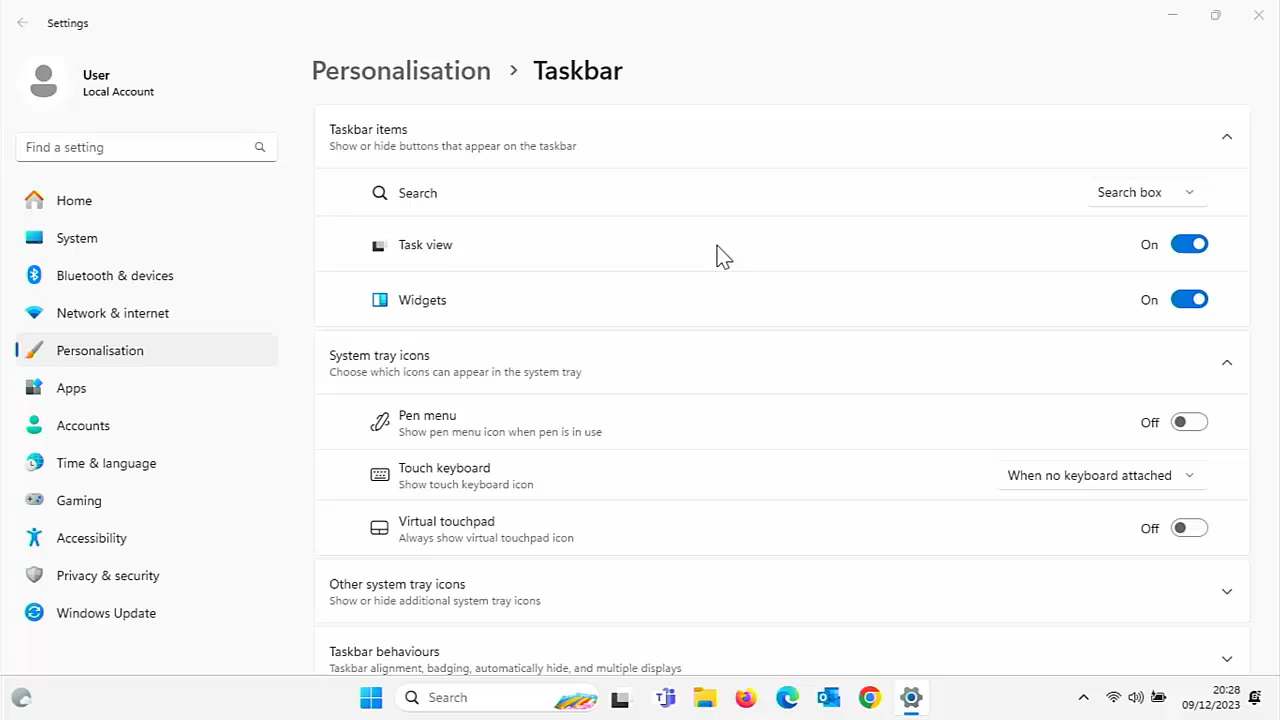 Settings
User
Local Account
Find a setting
Home
System
Bluetooth & devices
Network & internet
Personalisation
Apps
Accounts
Time & language
Gaming
Accessibility
Privacy & security
Windows Update
Personalisation > Taskbar
Taskbar items
Show or hide buttons that appear on the taskbar
Search Search box
Task view On
Widgets On
System tray icons
Choose which icons can appear in the system tray
Pen menu
Show pen menu icon when pen is in use
Off
Touch keyboard
Show touch keyboard icon
When no keyboard attached
Virtual touchpad
Always show virtual touchpad icon
Off
Other system tray icons
Show or hide additional system tray icons
Taskbar behaviours
Taskbar alignment, badging, automatically hide, and multiple displays
Search
20:28
09/12/2023